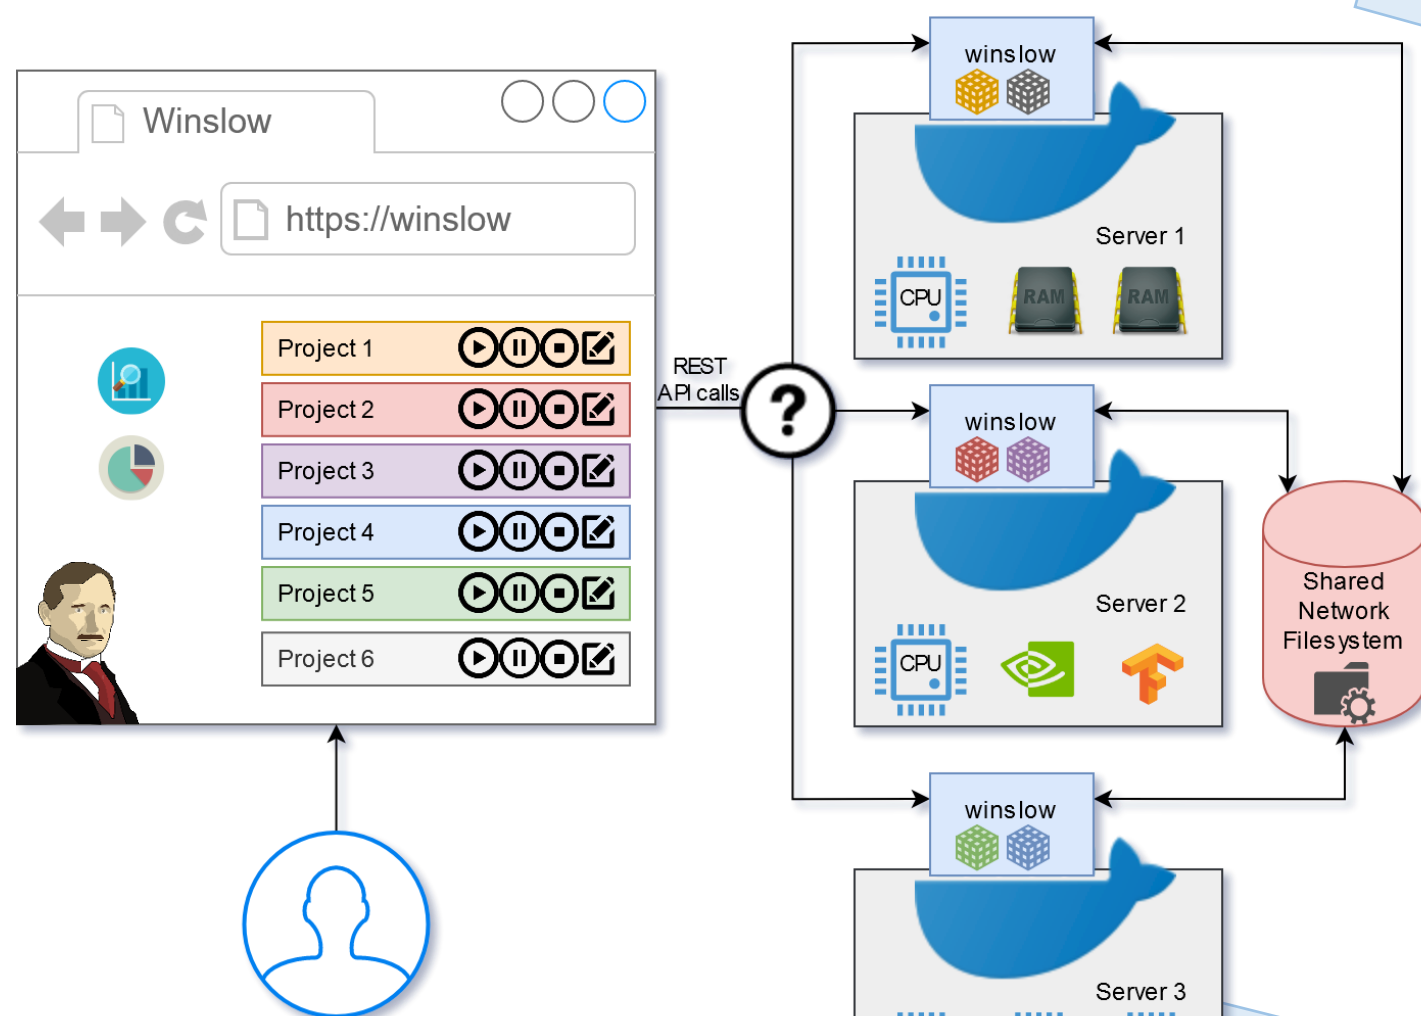 Winslow
https://winslow
Project 1
Project 2
Project 3
Project 4
Project 5
Project 6
REST
API calls
?
winslow
Server 1
CPU
RAM
RAM
winslow
Server 2
CPU
Shared
Network
Filesystem
winslow
Server 3